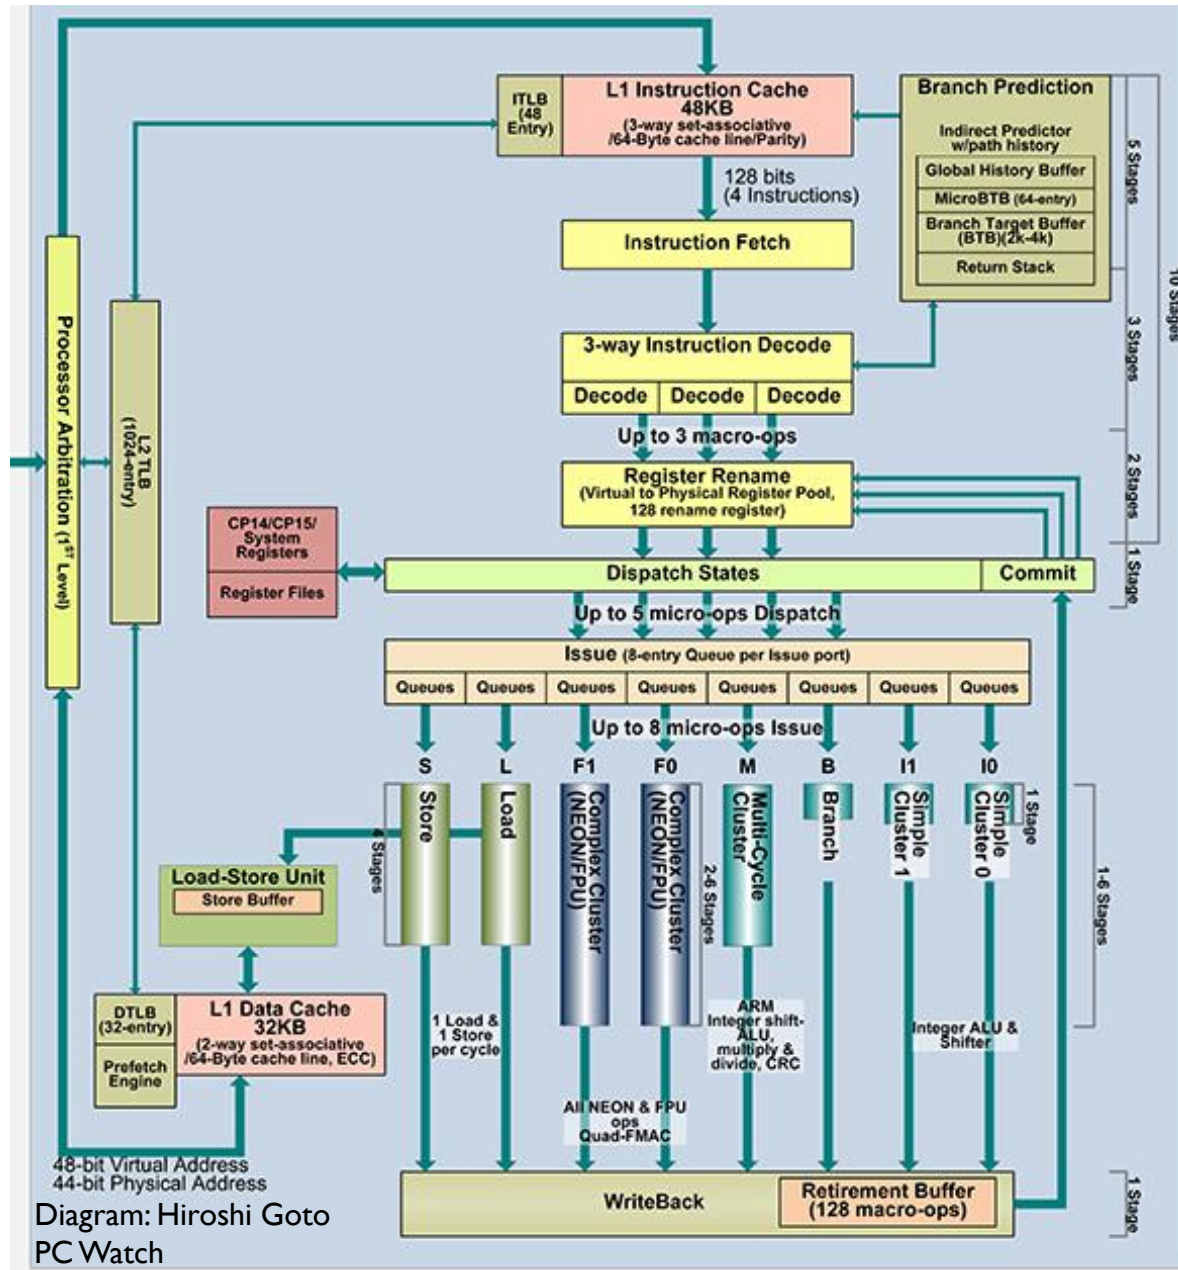 ITLB
(48
Entry)
L1 Instruction Cache
48KB
(3-way set-associative
/64-Byte cache line/Parity)
Branch Prediction
Indirect Predictor
w/path history
Global History Buffer
MicroBTB (64-entry)
Branch Target Buffer
(BTB)(2k-4k)
Return Stack
5 Stages
10 Stages
128 bits
(4 Instructions)
Instruction Fetch
3-way Instruction Decode
Decode
Decode
Decode
3 Stages
Up to 3 macro-ops
Register Rename
(Virtual to Physical Register Pool,
128 rename register)
2 Stages
Processor Arbitration (1ST Level)
L2 TLB
(1024-entry)
CP14/CP15/
System
Registers
Register Files
Dispatch States
Commit
1 Stage
Up to 5 micro-ops Dispatch
Issue (8-entry Queue per Issue port)
Queues
Queues
Queues
Queues
Queues
Queues
Queues
Queues
Up to 8 micro-ops Issue
S
L
F1
F0
M
B
I1
I0
Store
Load
Complex Cluster
(NEON/FPU)
Complex Cluster
(NEON/FPU)
Multi-Cycle
Cluster
Branch
Simple
Cluster 1
Simple
Cluster 0
1 Stage
4 Stages
2-6 Stages
1-6 Stages
Load-Store Unit
Store Buffer
DTLB
(32-entry)
Prefetch
Engine
L1 Data Cache
32KB
(2-way set-associative
/64-Byte cache line, ECC)
1 Load &
1 Store
per cycle
ARM
Integer shift-
ALU,
multiply &
divide, CRC
Integer ALU &
Shifter
All NEON & FPU
ops
Quad-FMAC
48-bit Virtual Address
44-bit Physical Address
WriteBack
Retirement Buffer
(128 macro-ops)
1 Stage
Diagram: Hiroshi Goto
PC Watch